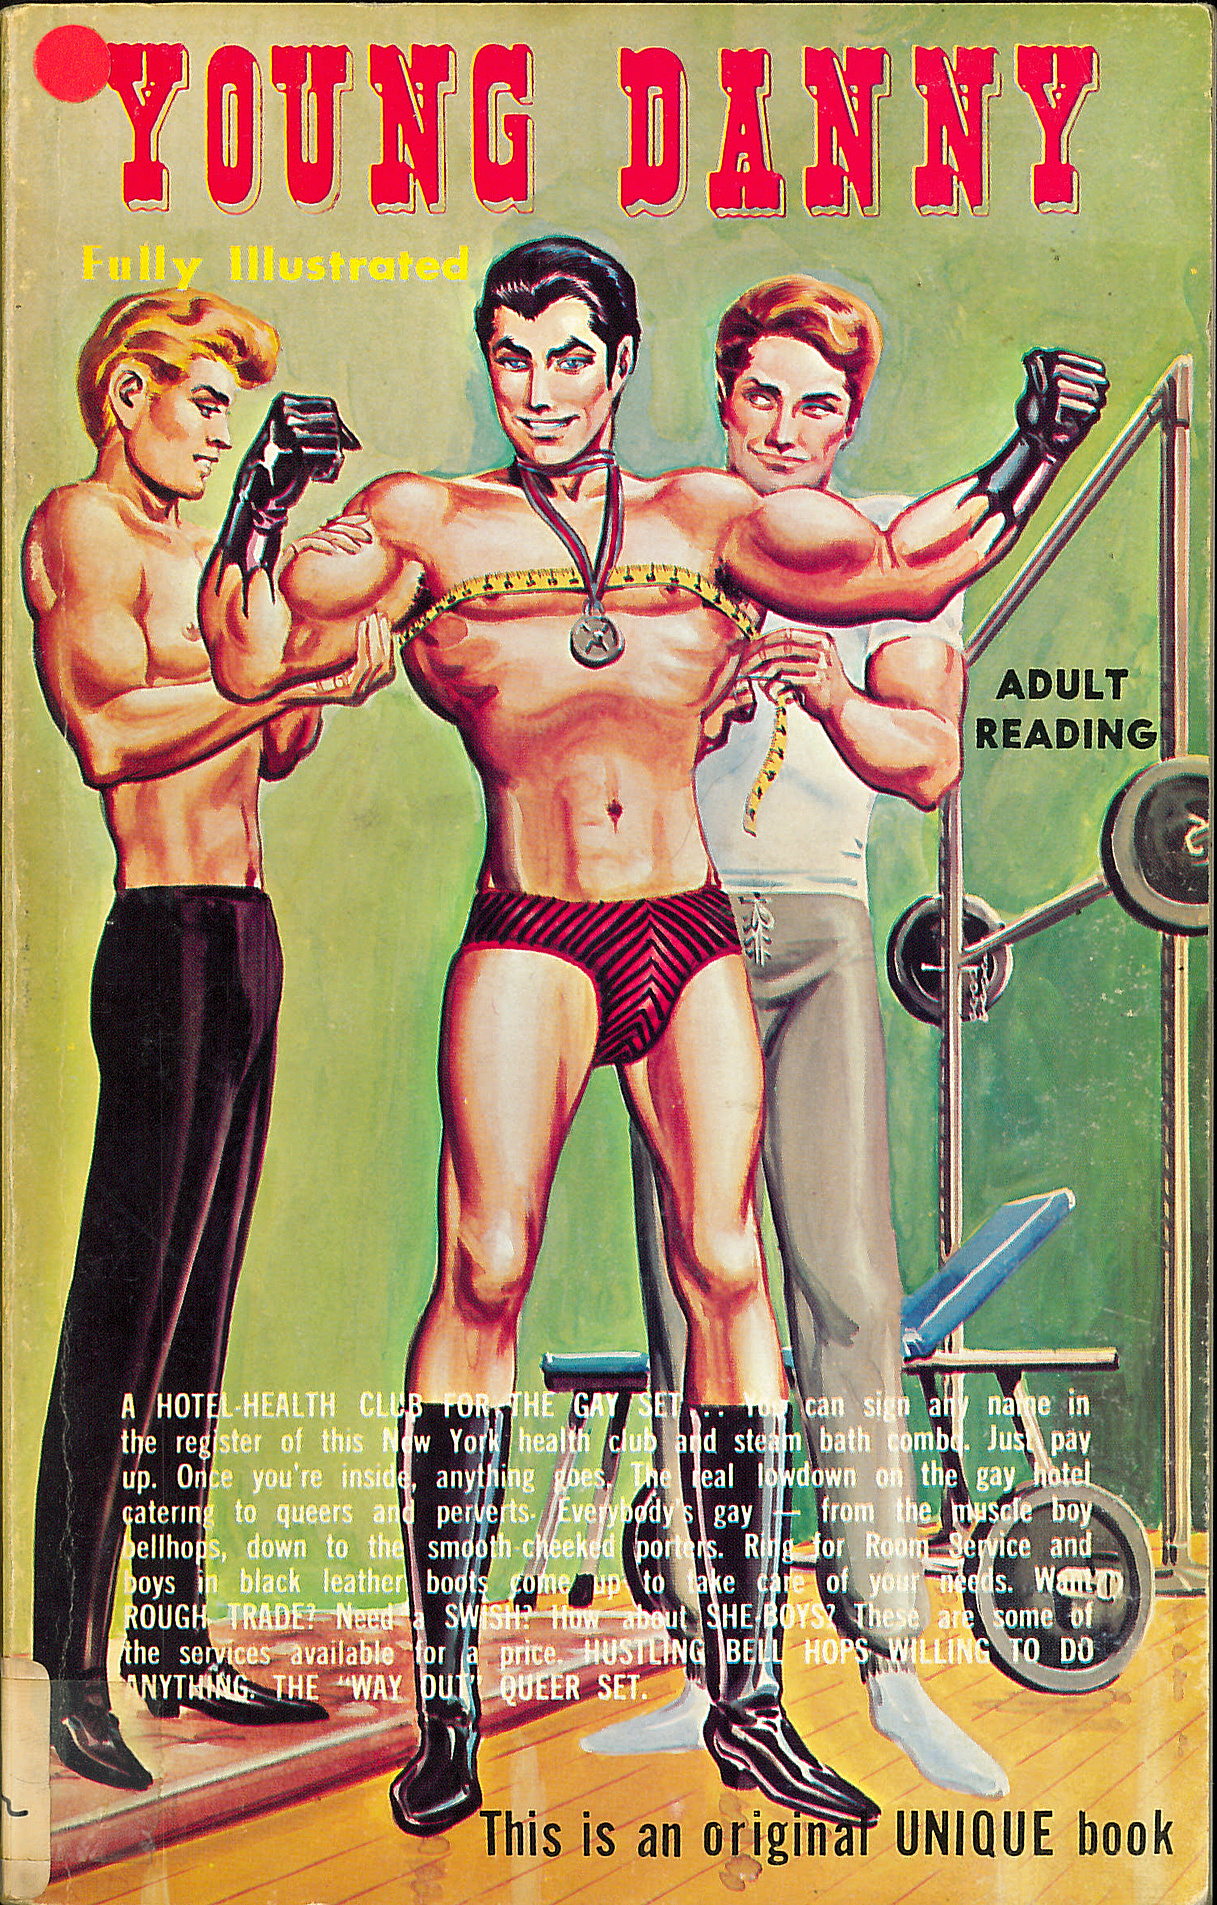 YOUNG DANNY
Fully Illustrated
ADULT
READING
A HOTEL-HEALTH CLUB FOR THE GAY SET . . . You can sign any name in
the register of this New York health club and steam bath combo. Just pay
up. Once you're inside, anything goes. The real lowdown on the gay hotel
catering to queers and perverts. Everybody's gay — from the muscle boy
bellhops, down to the smooth-cheeked porters. Ring for Room Service and
boys in black leather boots come up to take care of your needs. Want
ROUGH TRADE? Need a SWISH? How about SHE-BOYS? These are some of
the services available for a price. HUSTLING BELL HOPS WILLING TO DO
ANYTHING. THE "WAY OUT" QUEER SET.
This is an original UNIQUE book